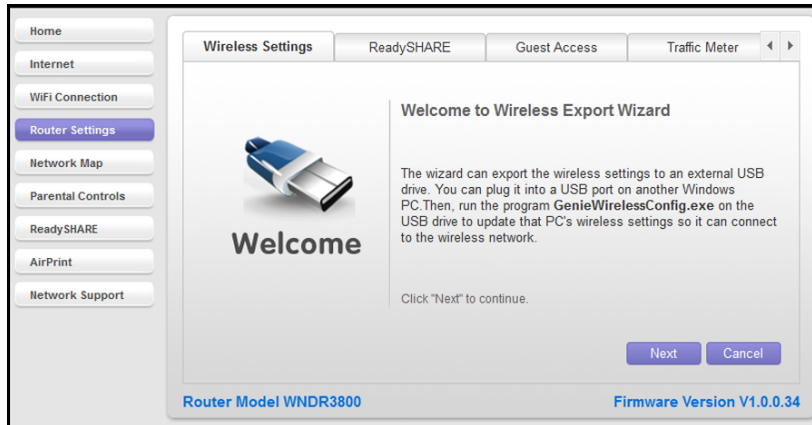 Home
Internet
WiFi Connection
Router Settings
Network Map
Parental Controls
ReadySHARE
AirPrint
Network Support
Wireless Settings
ReadySHARE
Guest Access
Traffic Meter
Welcome
Welcome to Wireless Export Wizard
The wizard can export the wireless settings to an external USB
drive. You can plug it into a USB port on another Windows
PC.Then, run the program GenieWirelessConfig.exe on the
USB drive to update that PC's wireless settings so it can connect
to the wireless network.
Click "Next" to continue.
Next
Cancel
Router Model WNDR3800
Firmware Version V1.0.0.34